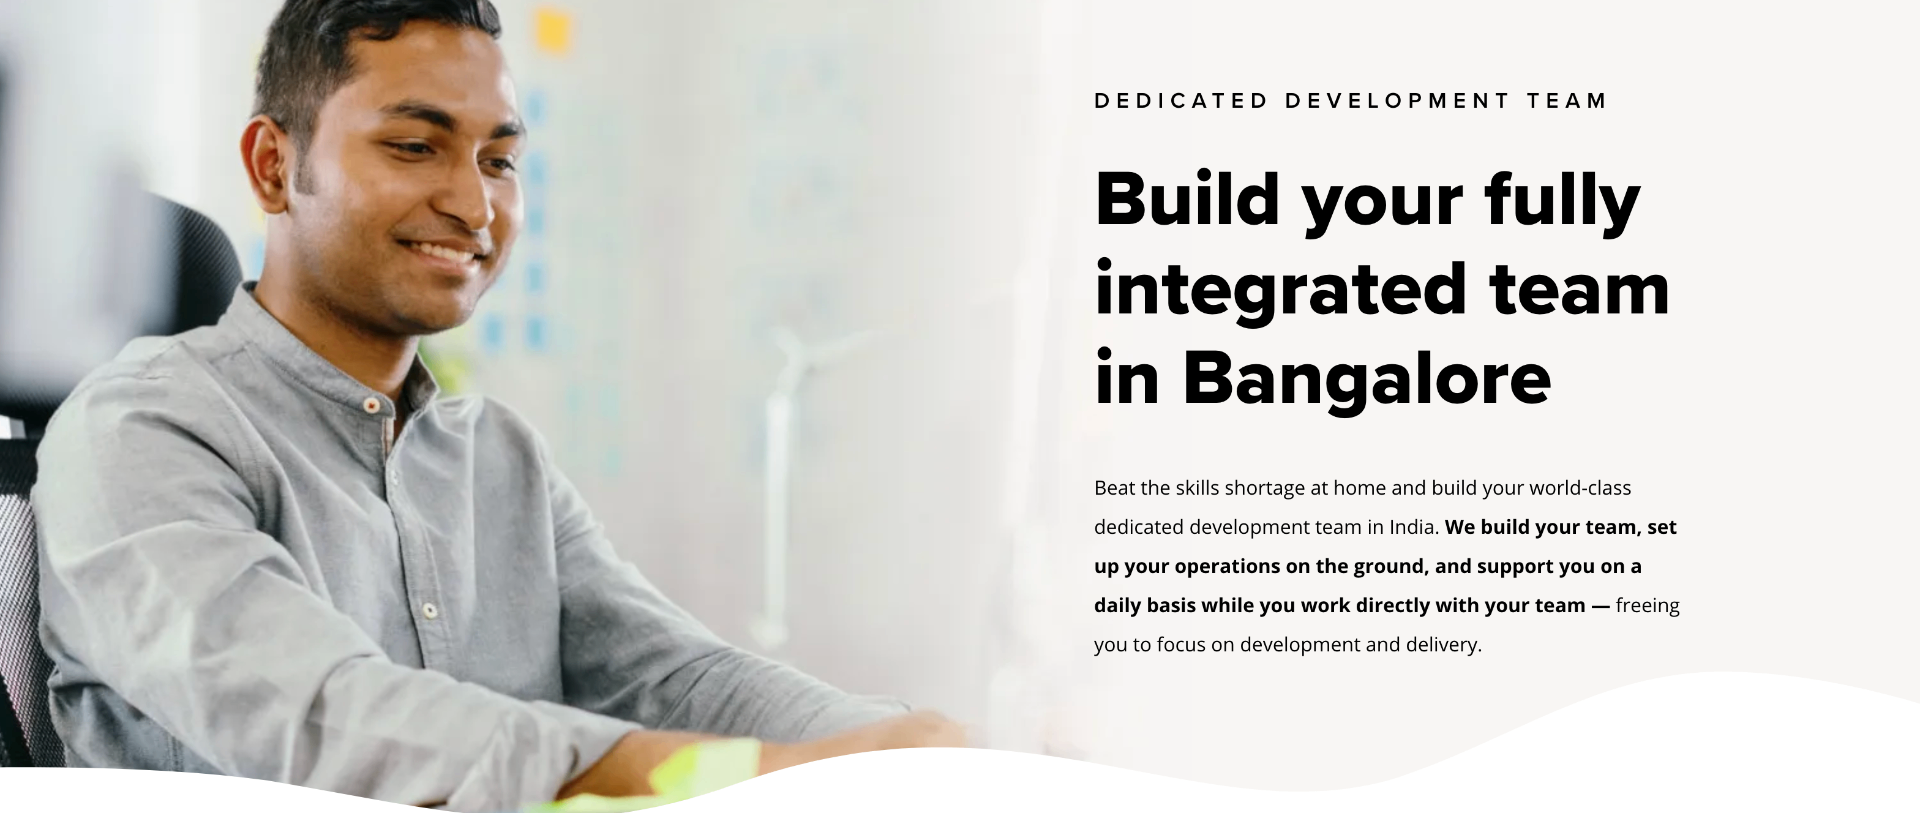 DEDICATED DEVELOPMENT TEAM
Build your fully
integrated team
in Bangalore
Beat the skills shortage at home and build your world-class
dedicated development team in India. We build your team, set
up your operations on the ground, and support you on a
daily basis while you work directly with your team — freeing
you to focus on development and delivery.